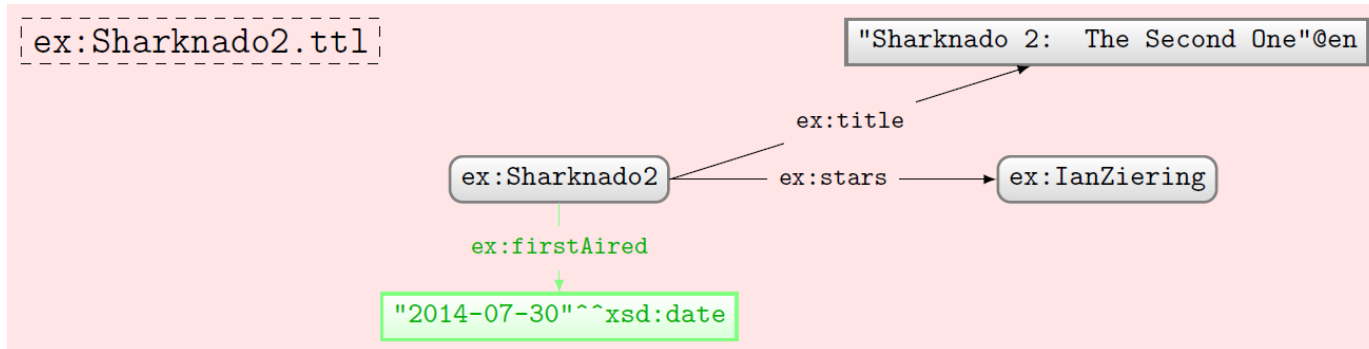 ex:Sharknado2.ttl
"Sharknado 2: The Second One"@en
ex:title
ex:Sharknado2
ex:stars
ex:IanZiering
ex:firstAired
"2014-07-30"^^xsd:date